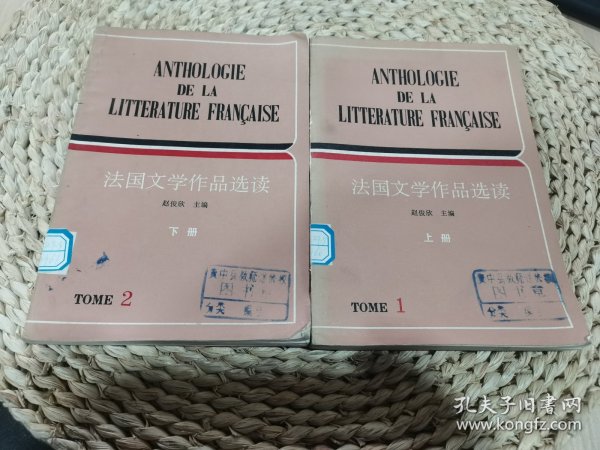 ANTHOLOGIE
DE LA
LITTERATURE FRANÇAISE
法国文学作品选读
赵俊欣 主编
下册
TOME 2
ANTHOLOGIE
DE LA
LITTERATURE FRANÇAISE
法国文学作品选读
赵俊欣 主编
上册
TOME 1
孔夫子旧书网
www.kongfz.com